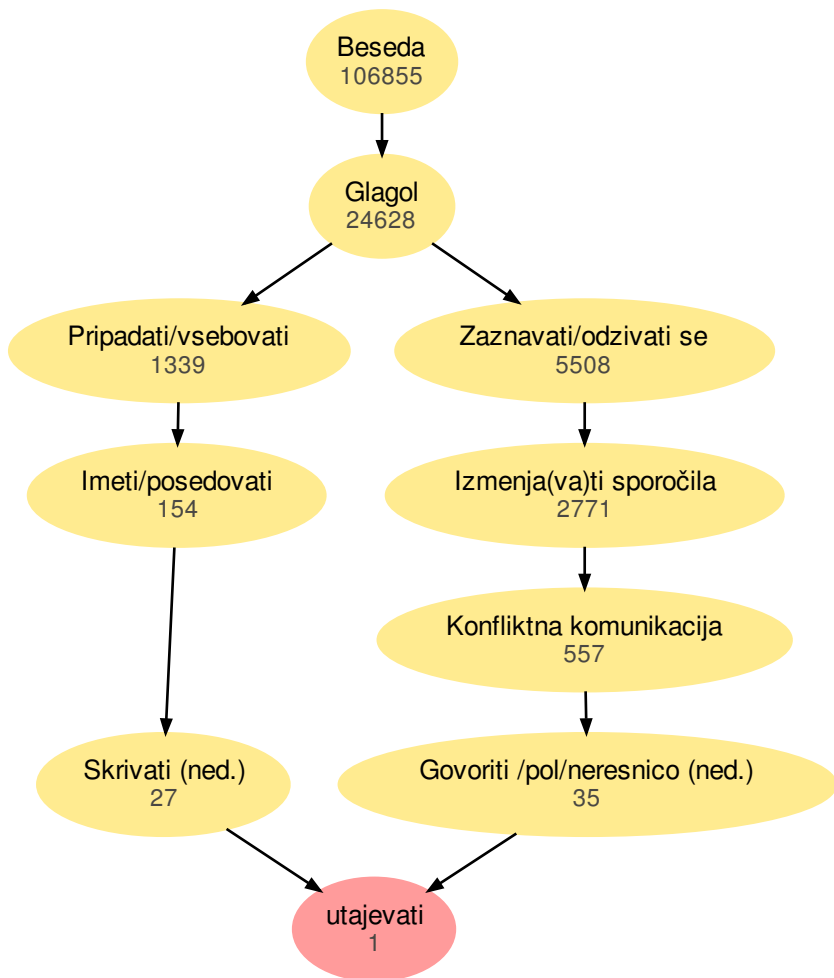 Beseda
106855
Glagol
24628
Pripadati/vsebovati
1339
Zaznavati/odzivati se
5508
Imeti/posedovati
154
Izmenja(va)ti sporočila
2771
Konfliktna komunikacija
557
Skrivati (ned.)
27
Govoriti /pol/neresnico (ned.)
35
utajevati
1